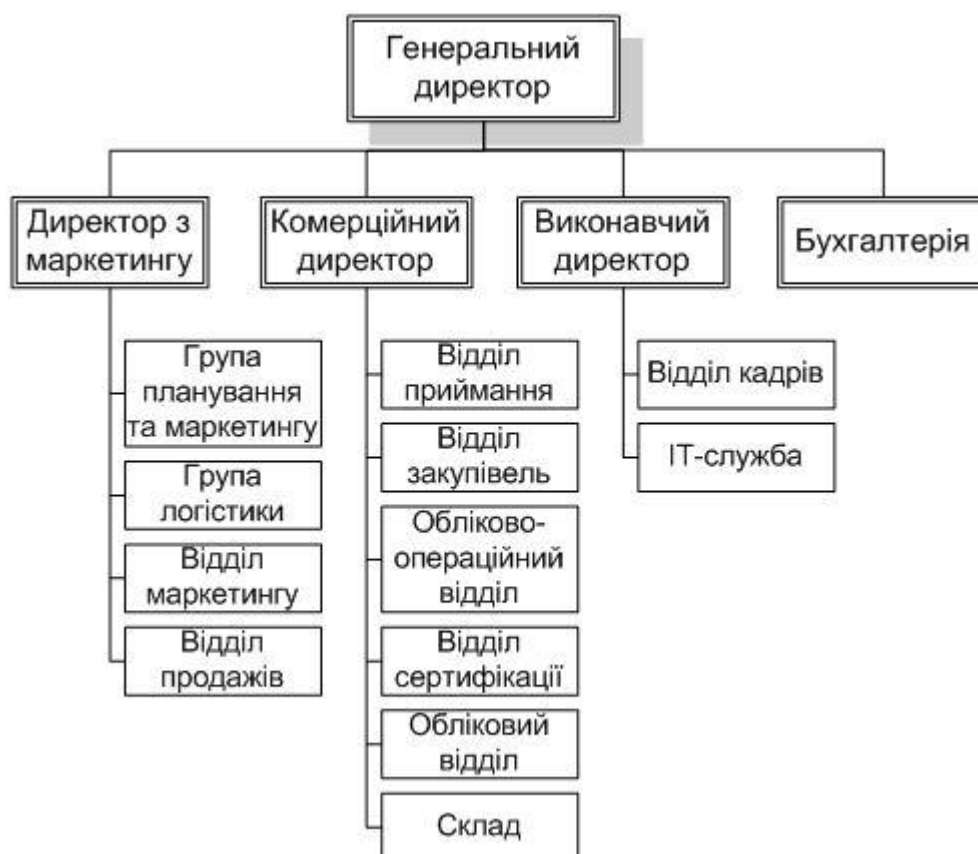 Генеральний
директор
Директор з
маркетингу
Комерційний
директор
Виконавчий
директор
Бухгалтерія
Група
планування
та маркетингу
Група
логістики
Відділ
маркетингу
Відділ
продажів
Відділ
приймання
Відділ
закупівель
Обліково-
операційний
відділ
Відділ
сертифікації
Обліковий
відділ
Склад
Відділ кадрів
ІТ-служба